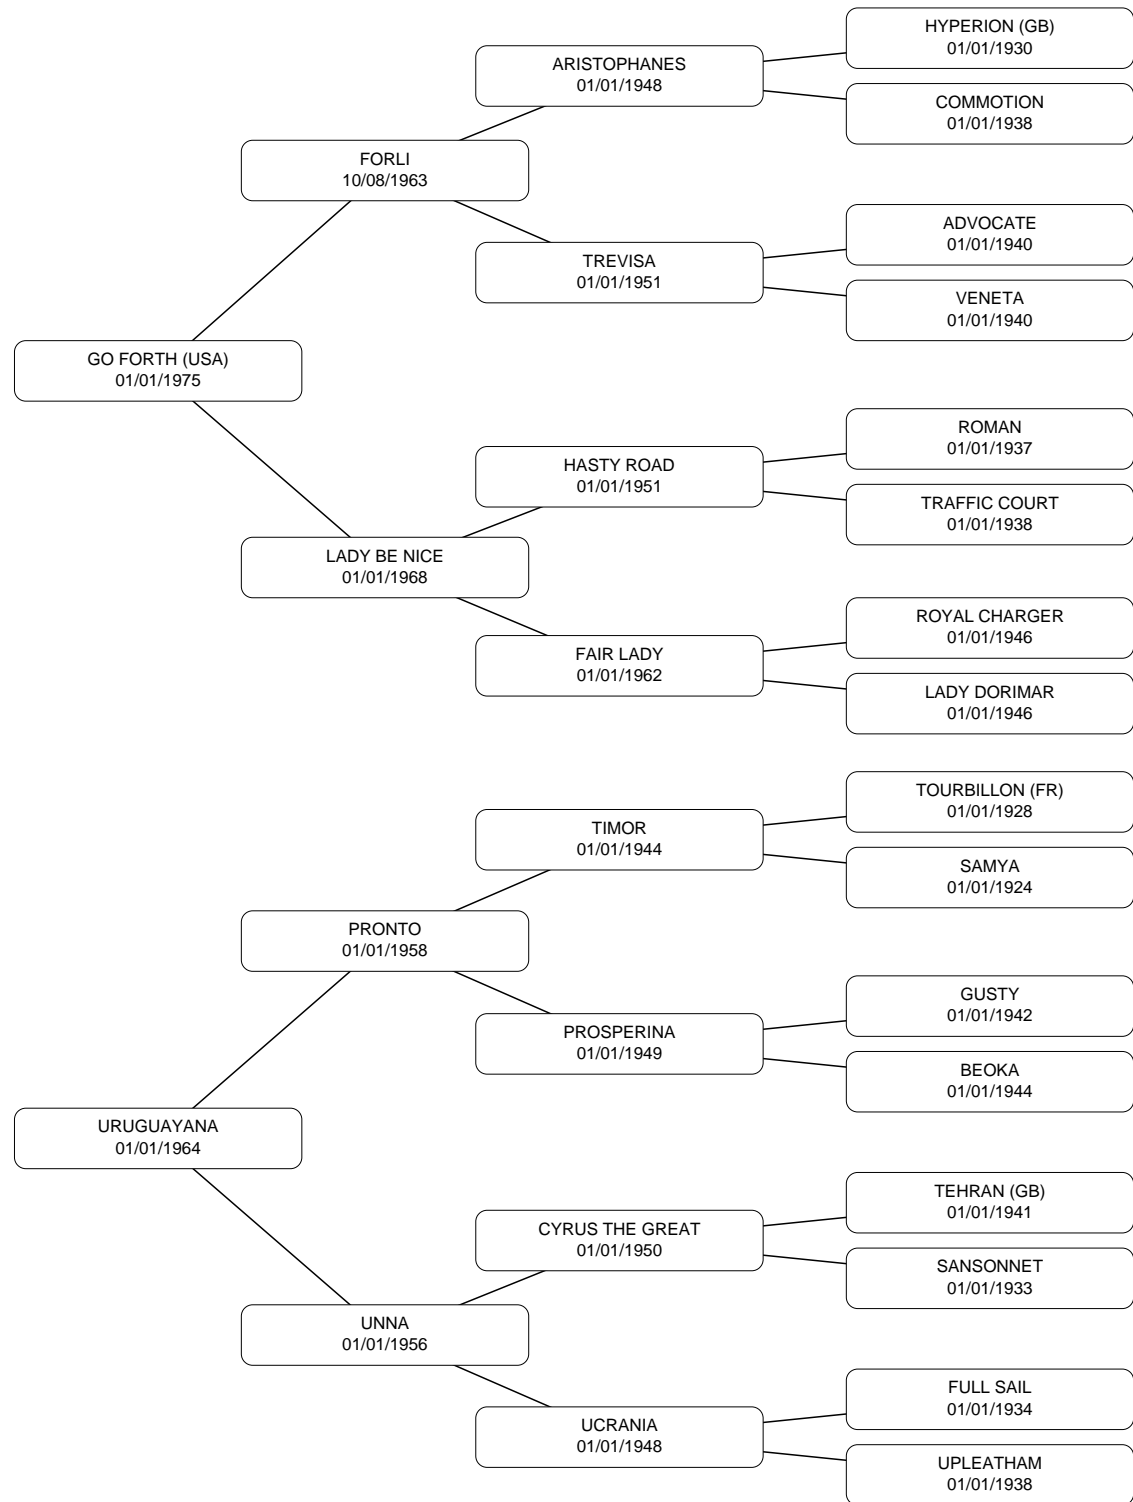 HYPERION (GB)
01/01/1930
ARISTOPHANES
01/01/1948
COMMOTION
01/01/1938
FORLI
10/08/1963
ADVOCATE
01/01/1940
TREVISA
01/01/1951
VENETA
01/01/1940
GO FORTH (USA)
01/01/1975
ROMAN
01/01/1937
HASTY ROAD
01/01/1951
TRAFFIC COURT
01/01/1938
LADY BE NICE
01/01/1968
ROYAL CHARGER
01/01/1946
FAIR LADY
01/01/1962
LADY DORIMAR
01/01/1946
TOURBILLON (FR)
01/01/1928
TIMOR
01/01/1944
SAMYA
01/01/1924
PRONTO
01/01/1958
GUSTY
01/01/1942
PROSPERINA
01/01/1949
BEOKA
01/01/1944
URUGUAYANA
01/01/1964
TEHRAN (GB)
01/01/1941
CYRUS THE GREAT
01/01/1950
SANSONNET
01/01/1933
UNNA
01/01/1956
FULL SAIL
01/01/1934
UCRANIA
01/01/1948
UPLEATHAM
01/01/1938